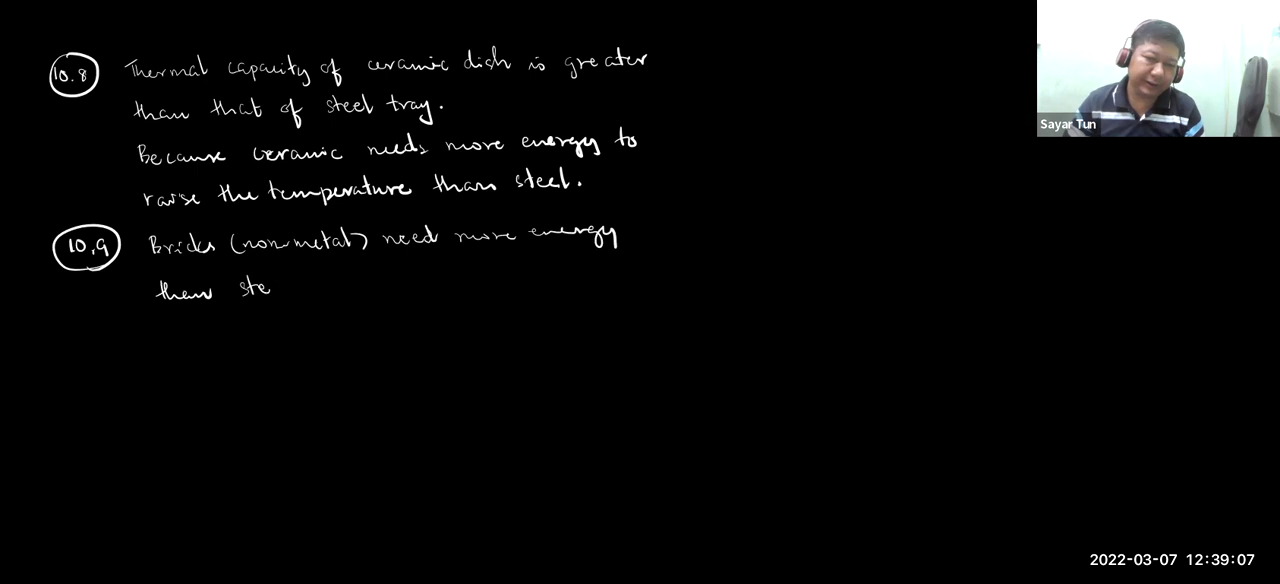 10.8 Thermal capacity of ceramic dish is greater
than that of steel tray.
Because ceramic needs more energy to
raise the temperature than steel.
10.9 Bricks (nonmetal) need more energy
than ste
Sayar Tun
2022-03-07 12:39:07